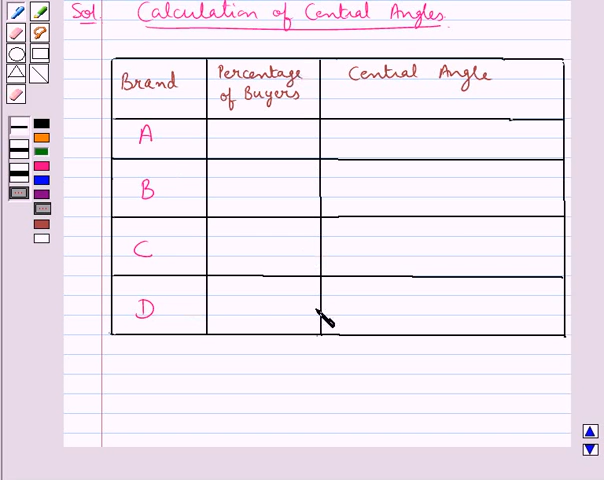 Sol. Calculation of Central Angles.
Brand Percentage of Buyers Central Angle
A
B
C
D